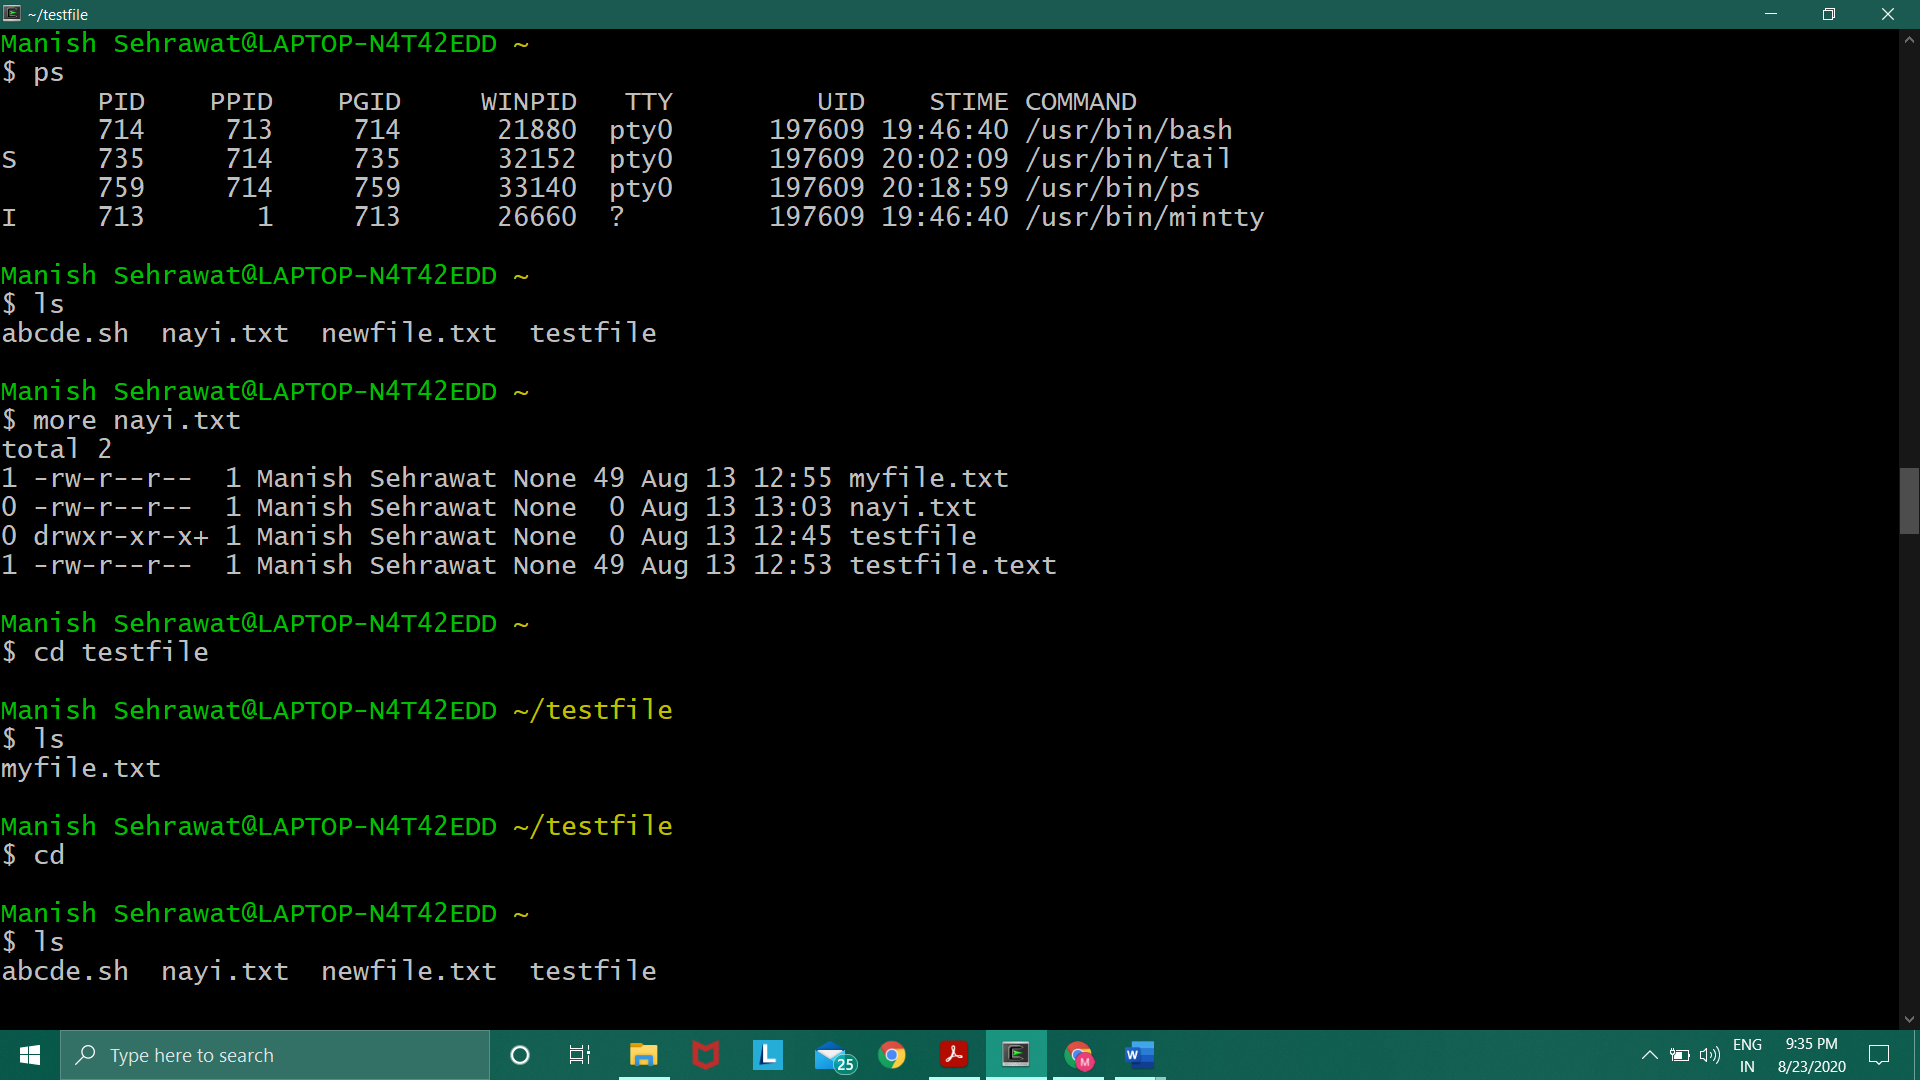 ~/testfile
Manish Sehrawat@LAPTOP-N4T42EDD ~
$ ps
      PID    PPID    PGID     WINPID   TTY         UID    STIME COMMAND
      714     713     714      21880  pty0      197609 19:46:40 /usr/bin/bash
S     735     714     735      32152  pty0      197609 20:02:09 /usr/bin/tail
      759     714     759      33140  pty0      197609 20:18:59 /usr/bin/ps
I     713       1     713      26660  ?         197609 19:46:40 /usr/bin/mintty
Manish Sehrawat@LAPTOP-N4T42EDD ~
$ ls
abcde.sh  nayi.txt  newfile.txt  testfile
Manish Sehrawat@LAPTOP-N4T42EDD ~
$ more nayi.txt
total 2
1 -rw-r--r--  1 Manish Sehrawat None 49 Aug 13 12:55 myfile.txt
0 -rw-r--r--  1 Manish Sehrawat None  0 Aug 13 13:03 nayi.txt
0 drwxr-xr-x+ 1 Manish Sehrawat None  0 Aug 13 12:45 testfile
1 -rw-r--r--  1 Manish Sehrawat None 49 Aug 13 12:53 testfile.text
Manish Sehrawat@LAPTOP-N4T42EDD ~
$ cd testfile
Manish Sehrawat@LAPTOP-N4T42EDD ~/testfile
$ ls
myfile.txt
Manish Sehrawat@LAPTOP-N4T42EDD ~/testfile
$ cd
Manish Sehrawat@LAPTOP-N4T42EDD ~
$ ls
abcde.sh  nayi.txt  newfile.txt  testfile
Type here to search
L
25
M
W
ENG
IN
9:35 PM
8/23/2020